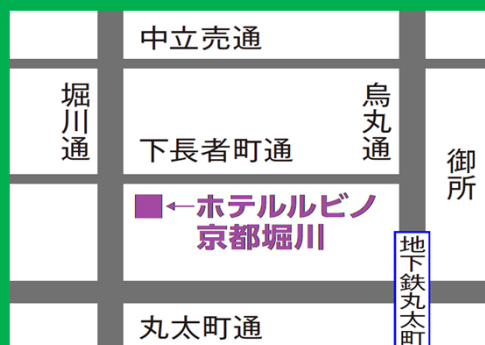 中立売通
堀川通
烏丸通
下長者町通
御所
←ホテルルビノ
京都堀川
地下鉄丸太町
丸太町通